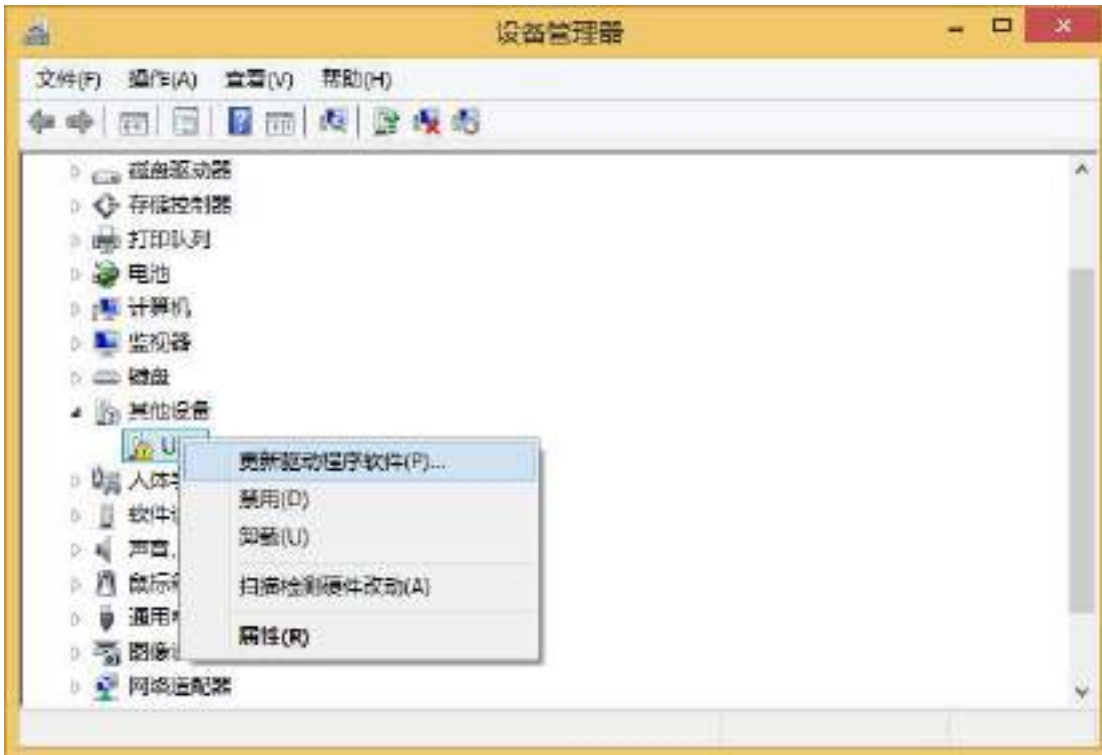 设备管理器
文件(F) 操作(A) 查看(V) 帮助(H)
磁盘驱动器
存储控制器
打印队列
电池
计算机
监视器
键盘
其他设备
U
更新驱动程序软件(P)...
人体
禁用(D)
软件
卸载(U)
声音,
鼠标
扫描检测硬件改动(A)
通用
属性(R)
图像
网络适配器